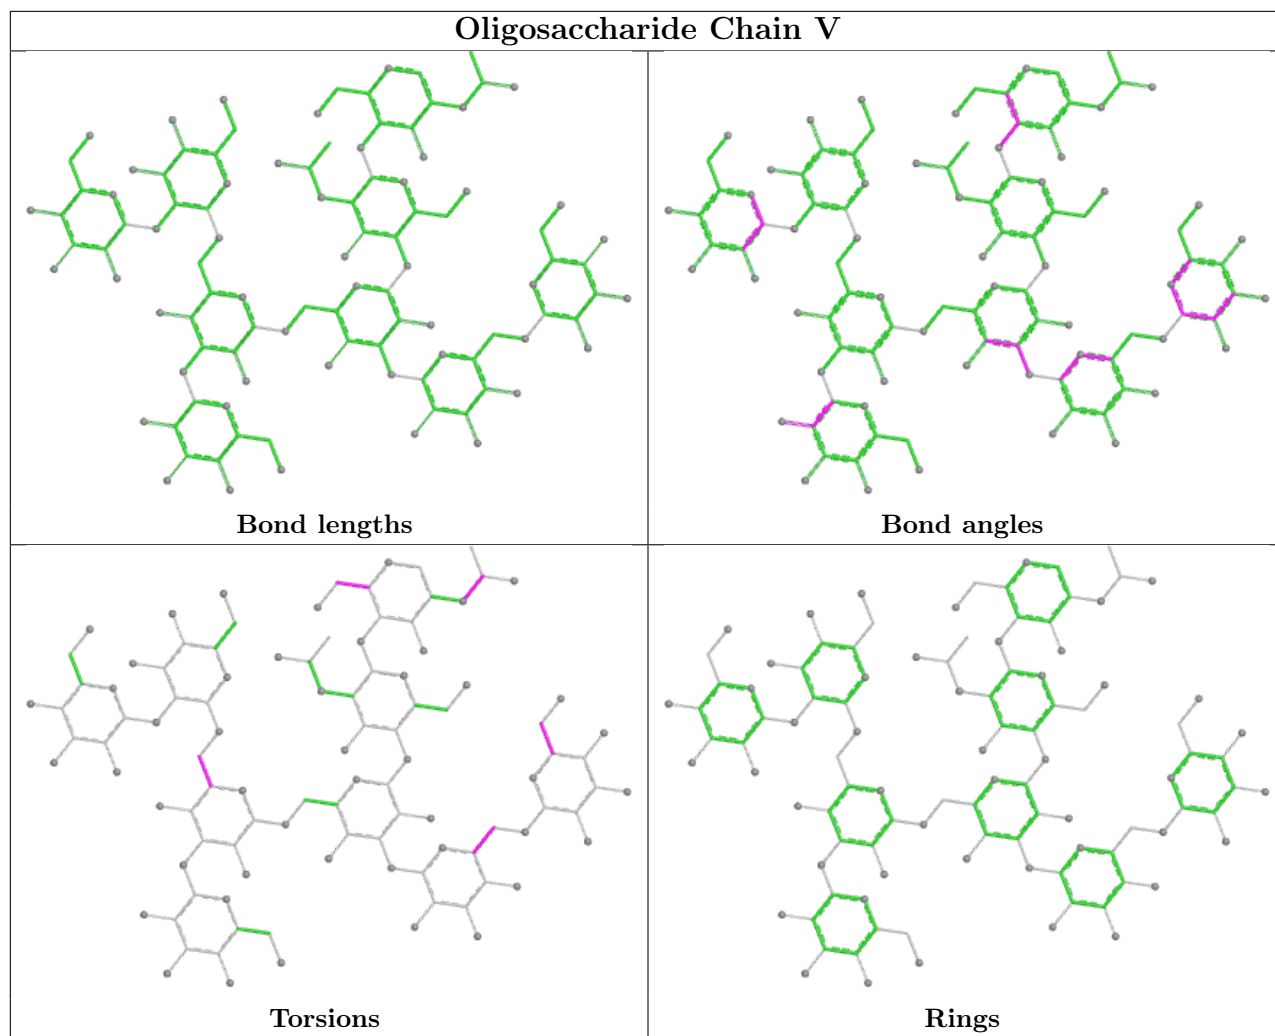 Oligosaccharide Chain V
Bond lengths
Bond angles
Torsions
Rings